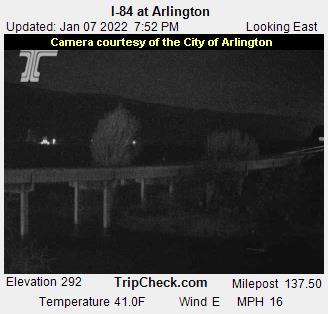 I-84 at Arlington
Updated: Jan 07 2022 7:52 PM Looking East
Camera courtesy of the City of Arlington
Elevation 292 TripCheck.com Milepost 137.50
Temperature 41.0F Wind E MPH 16